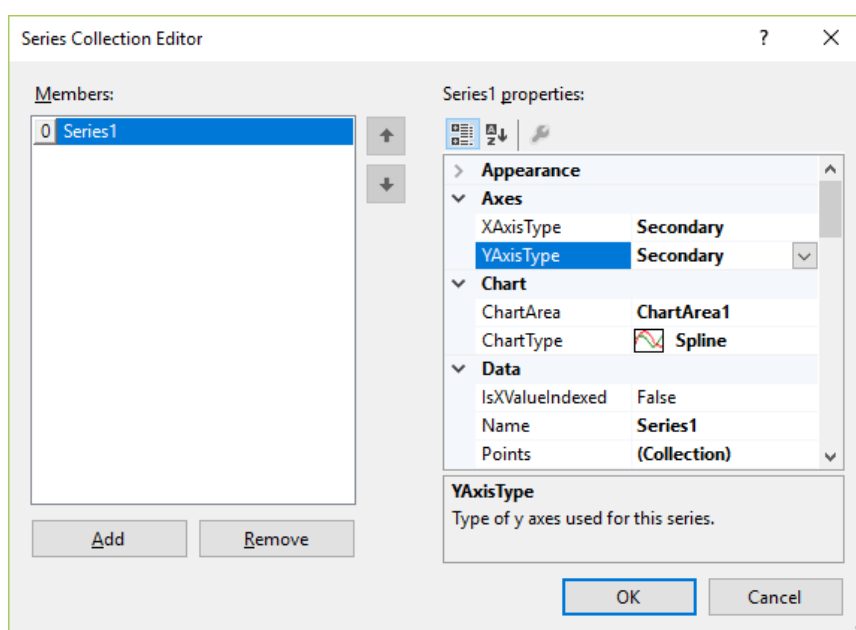 Series Collection Editor
?
Members:
Series1 properties:
0 Series1
A
Z
Appearance
Axes
XAxisType Secondary
YAxisType Secondary
Chart
ChartArea ChartArea1
ChartType Spline
Data
IsXValueIndexed False
Name Series1
Points (Collection)
YAxisType
Type of y axes used for this series.
Add Remove
OK Cancel